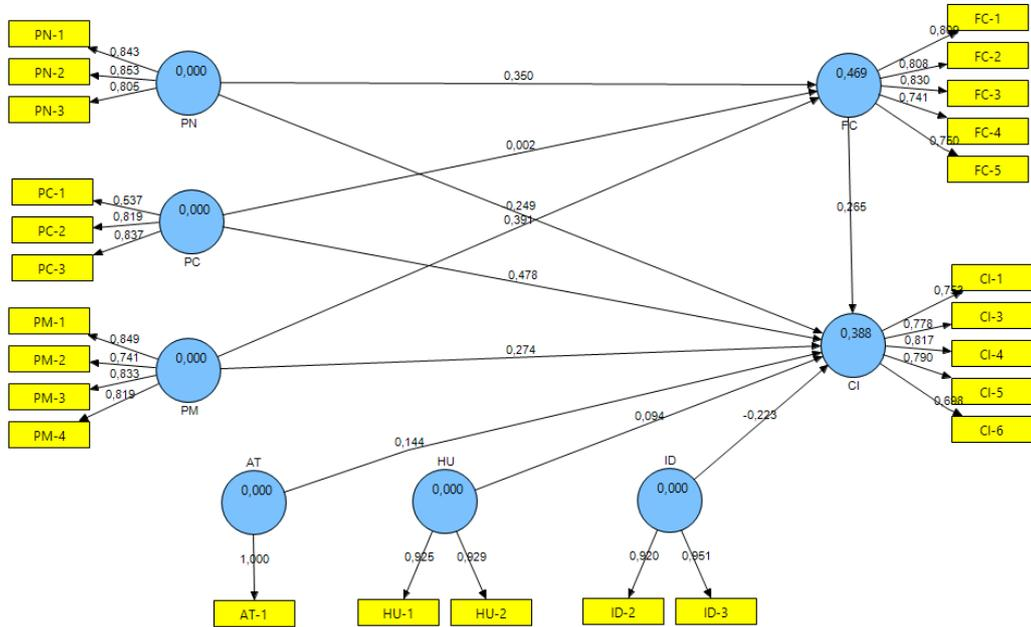 PN-1
PN-2
PN-3
0,843
0,853
0,805
0,000
PN
0,350
PC-1
PC-2
PC-3
0,537
0,819
0,837
0,000
PC
0,002
0,249
0,391
0,478
PM-1
PM-2
PM-3
PM-4
0,849
0,741
0,833
0,819
0,000
PM
0,274
0,469
FC
0,808
0,830
0,741
FC-1
FC-2
FC-3
FC-4
FC-5
0,265
0,388
CI
0,778
0,817
0,790
0,698
CI-1
CI-3
CI-4
CI-5
CI-6
0,144
0,094
-0,223
AT
0,000
1,000
AT-1
HU
0,000
0,925
0,929
HU-1
HU-2
ID
0,000
0,920
0,951
ID-2
ID-3